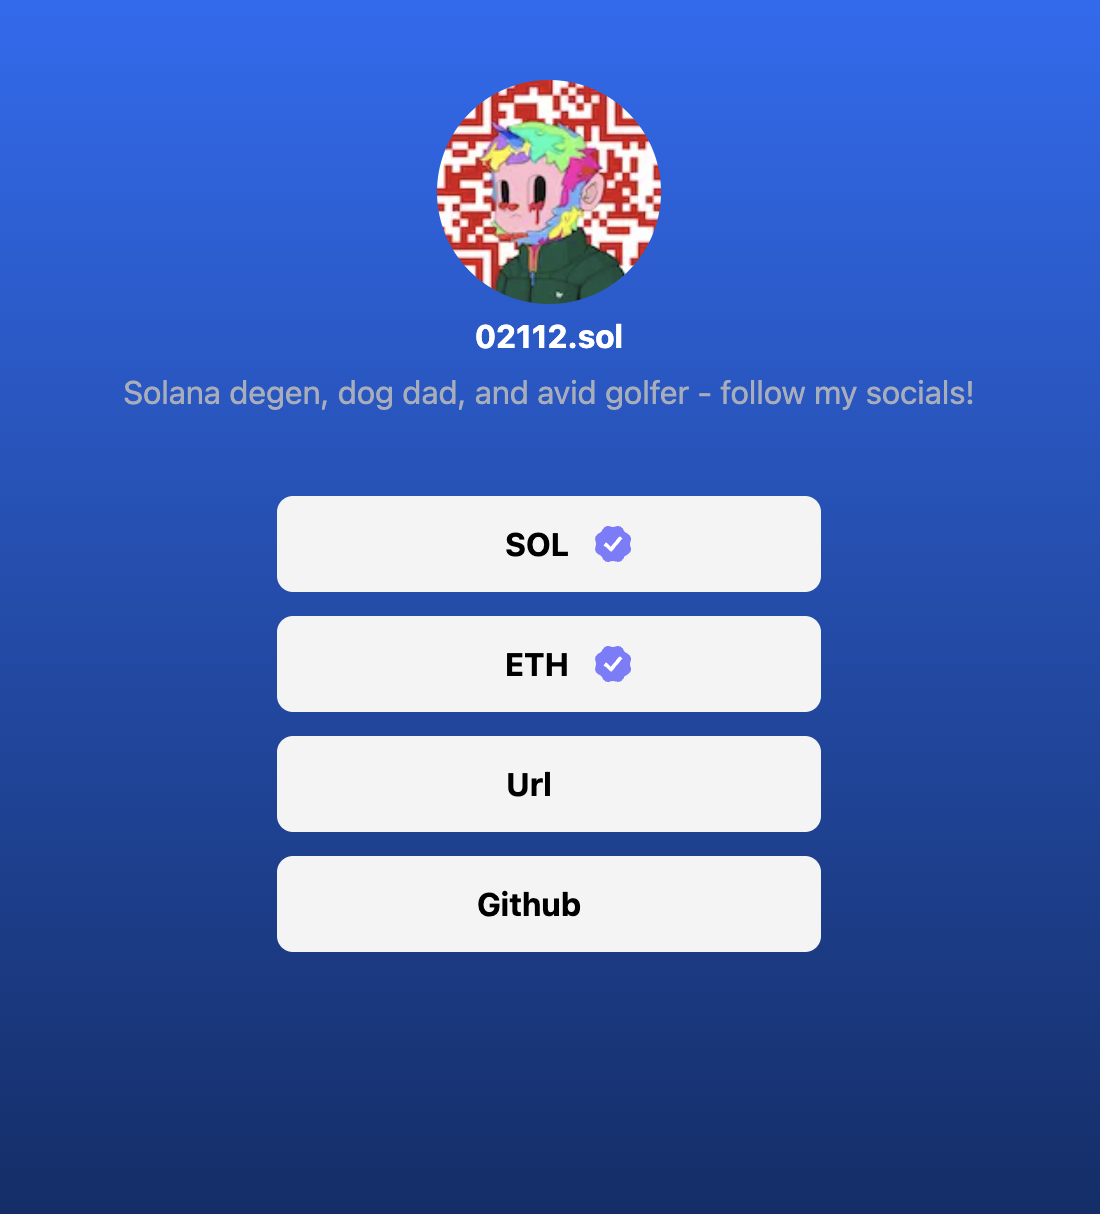 02112.sol
Solana degen, dog dad, and avid golfer - follow my socials!
SOL
ETH
Url
Github